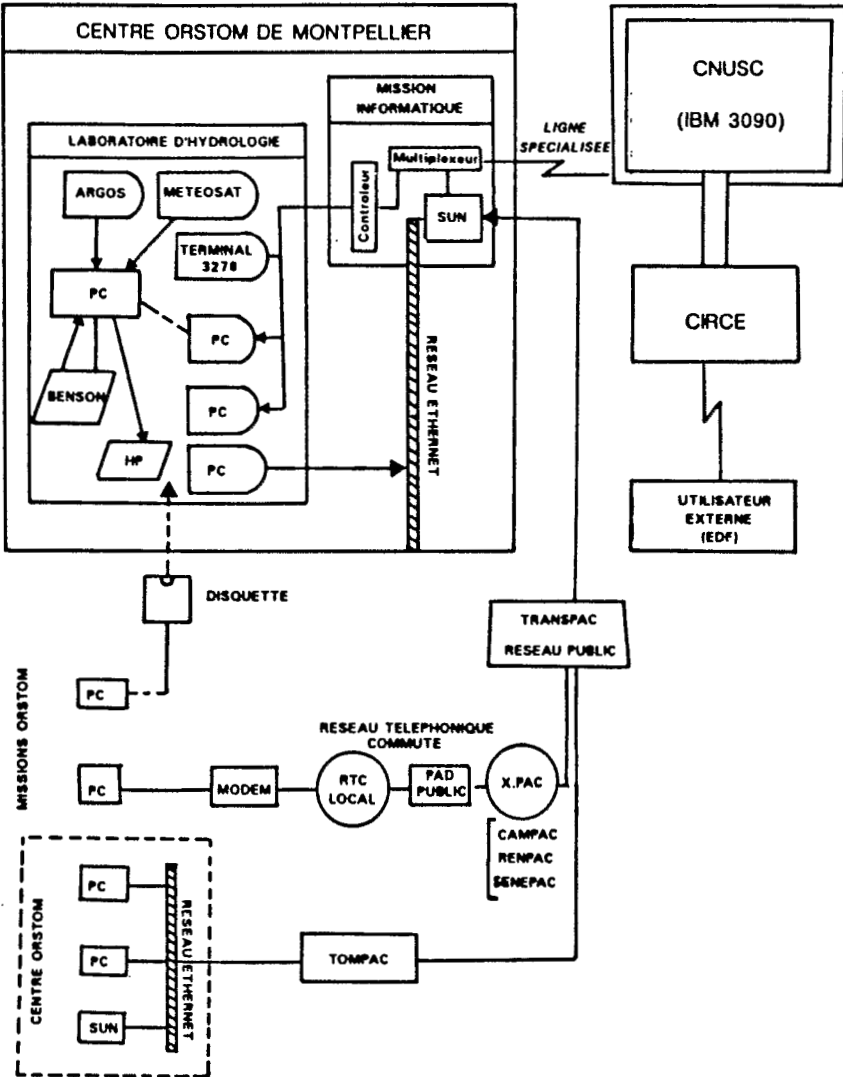 CENTRE ORSTOM DE MONTPELLIER
MISSION
INFORMATIQUE
LABORATOIRE D'HYDROLOGIE
ARGOS
METEOSAT
TERMINAL
3278
PC
PC
PC
PC
BENSON
HP
Contrôleur
Multiplexeur
SUN
RESEAU ETHERNET
LIGNE
SPECIALISEE
CNUSC
(IBM 3090)
CIRCE
UTILISATEUR
EXTERNE
(EDF)
DISQUETTE
TRANSPAC
RESEAU PUBLIC
MISSIONS ORSTOM
PC
PC
MODEM
RESEAU TELEPHONIQUE
COMMUTE
RTC
LOCAL
PAD
PUBLIC
X.PAC
CAMPAC
RENPAC
SENEPAC
CENTRE ORSTOM
PC
PC
SUN
RESEAU ETHERNET
TOMPAC